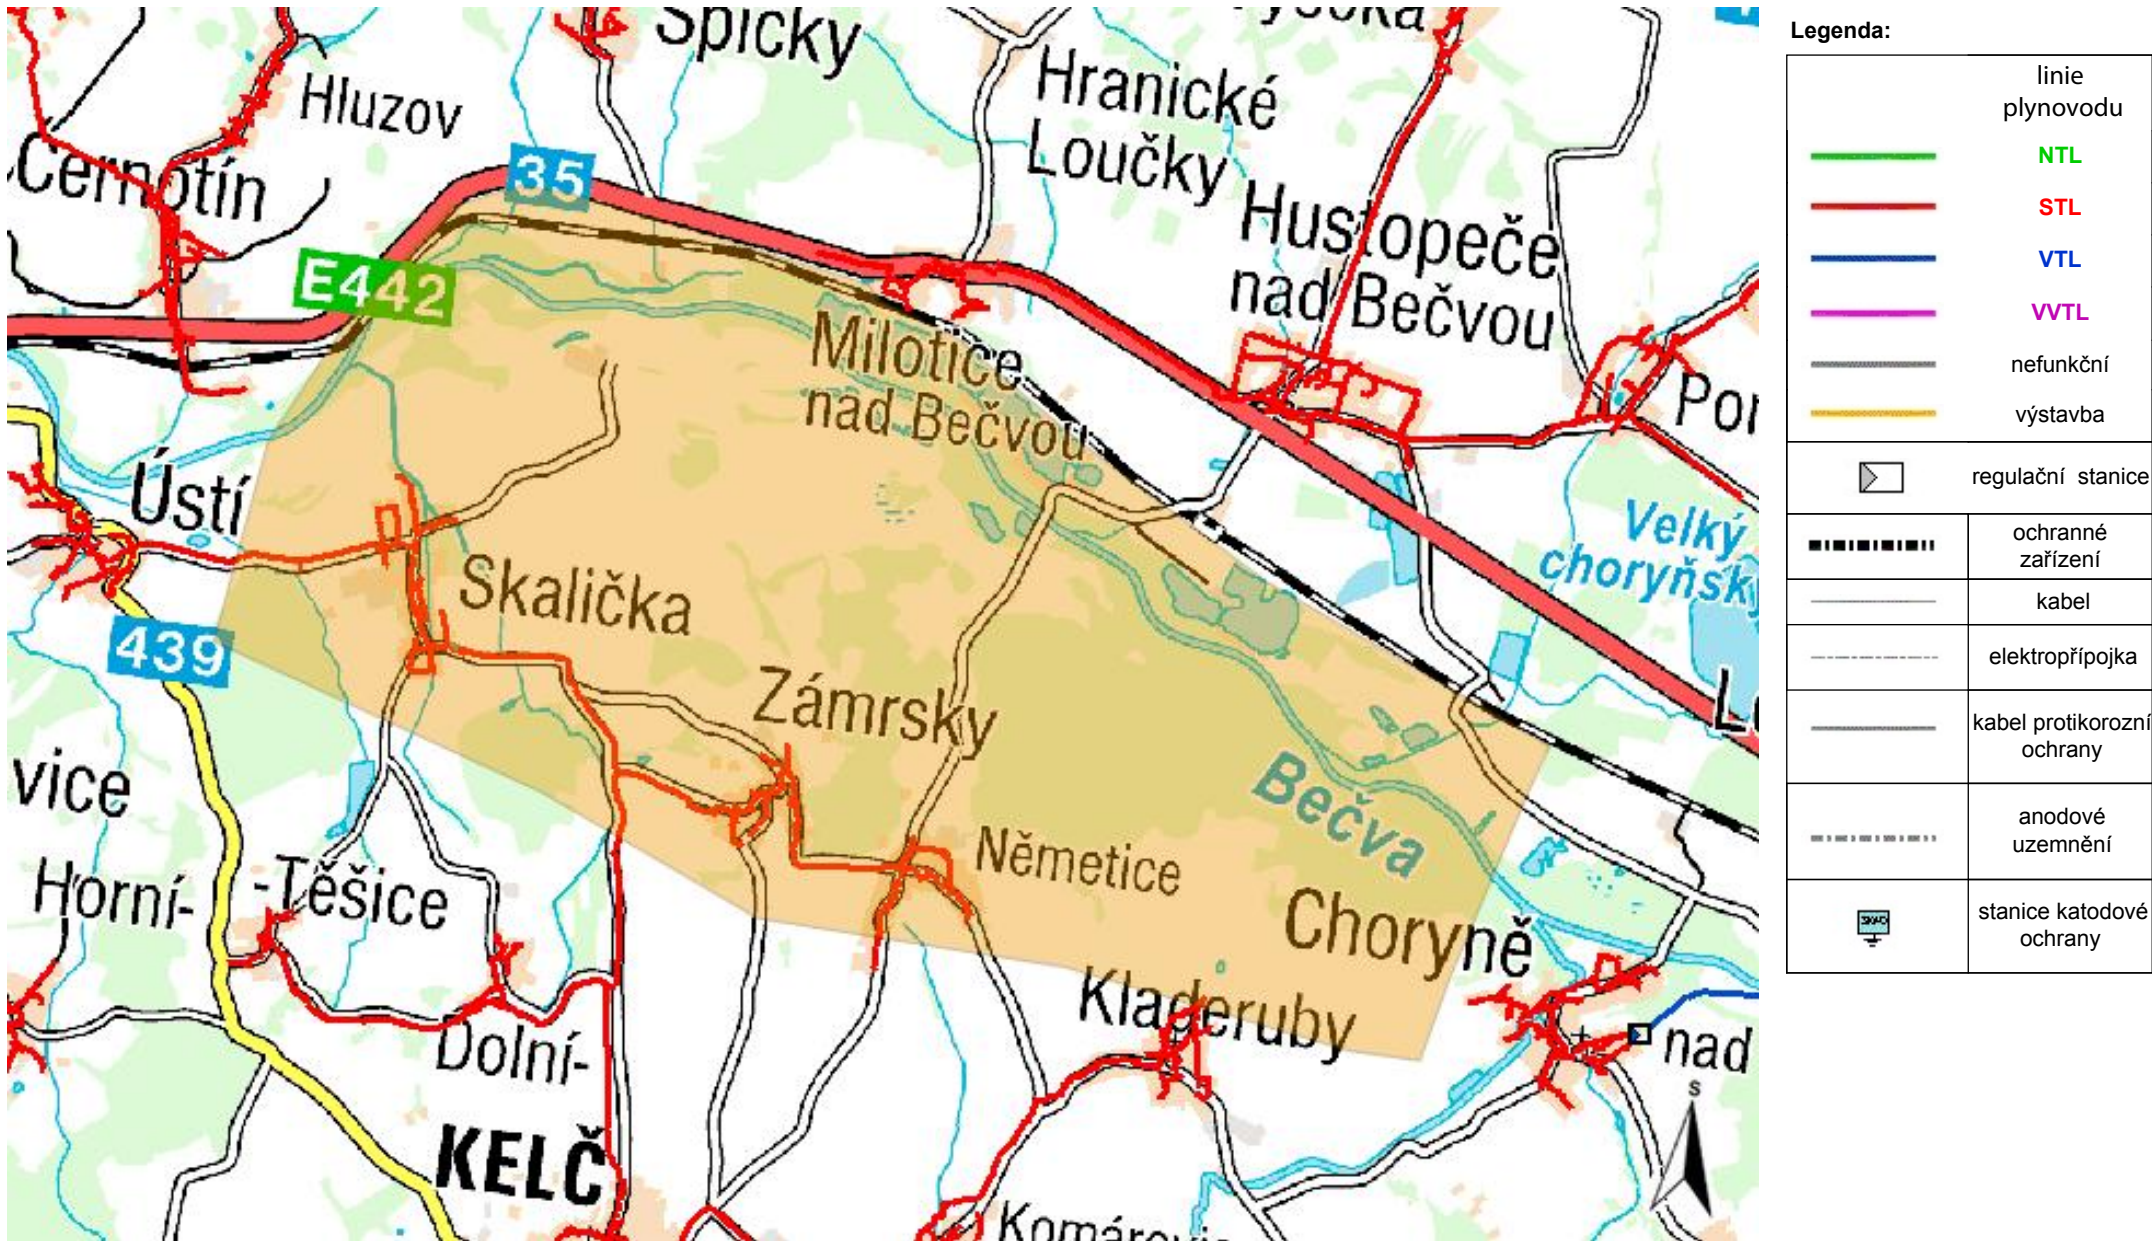 Špičky
Hluzov
Hranické
Loučky
Černotín
35
Hustopeče
nad Bečvou
E442
Milotice
nad Bečvou
Ústí
Velký
Skalička
439
Zámrsky
Bečva
vice
Němetice
Horní-
-Těšice
Choryně
Kladeruby
nad
Dolní-
S
KELČ
Legenda:
linie
plynovodu
NTL
STL
VTL
VVTL
nefunkční
výstavba
regulační stanice
ochranné
zařízení
kabel
elektropřípojka
kabel protikorozní
ochrany
anodové
uzemnění
stanice katodové
ochrany